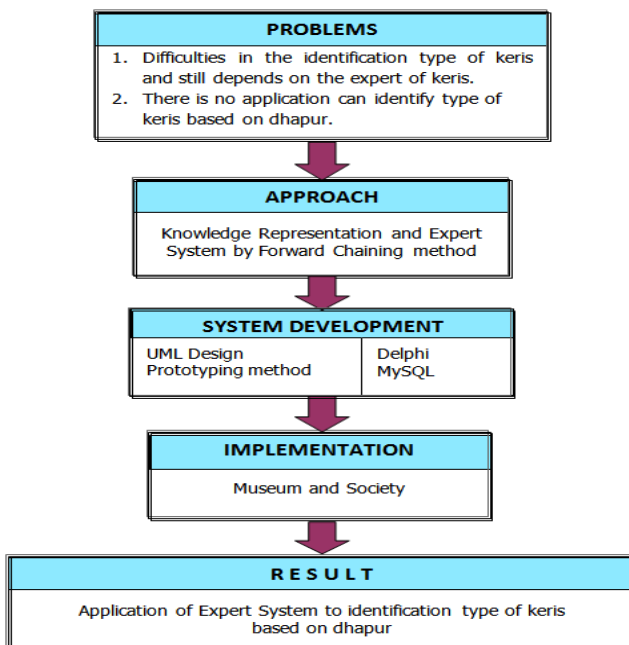 PROBLEMS
1. Difficulties in the identification type of keris
and still depends on the expert of keris.
2. There is no application can identify type of
keris based on dhapur.
APPROACH
Knowledge Representation and Expert
System by Forward Chaining method
SYSTEM DEVELOPMENT
UML Design
Prototyping method
Delphi
MySQL
IMPLEMENTATION
Museum and Society
R E S U L T
Application of Expert System to identification type of keris
based on dhapur